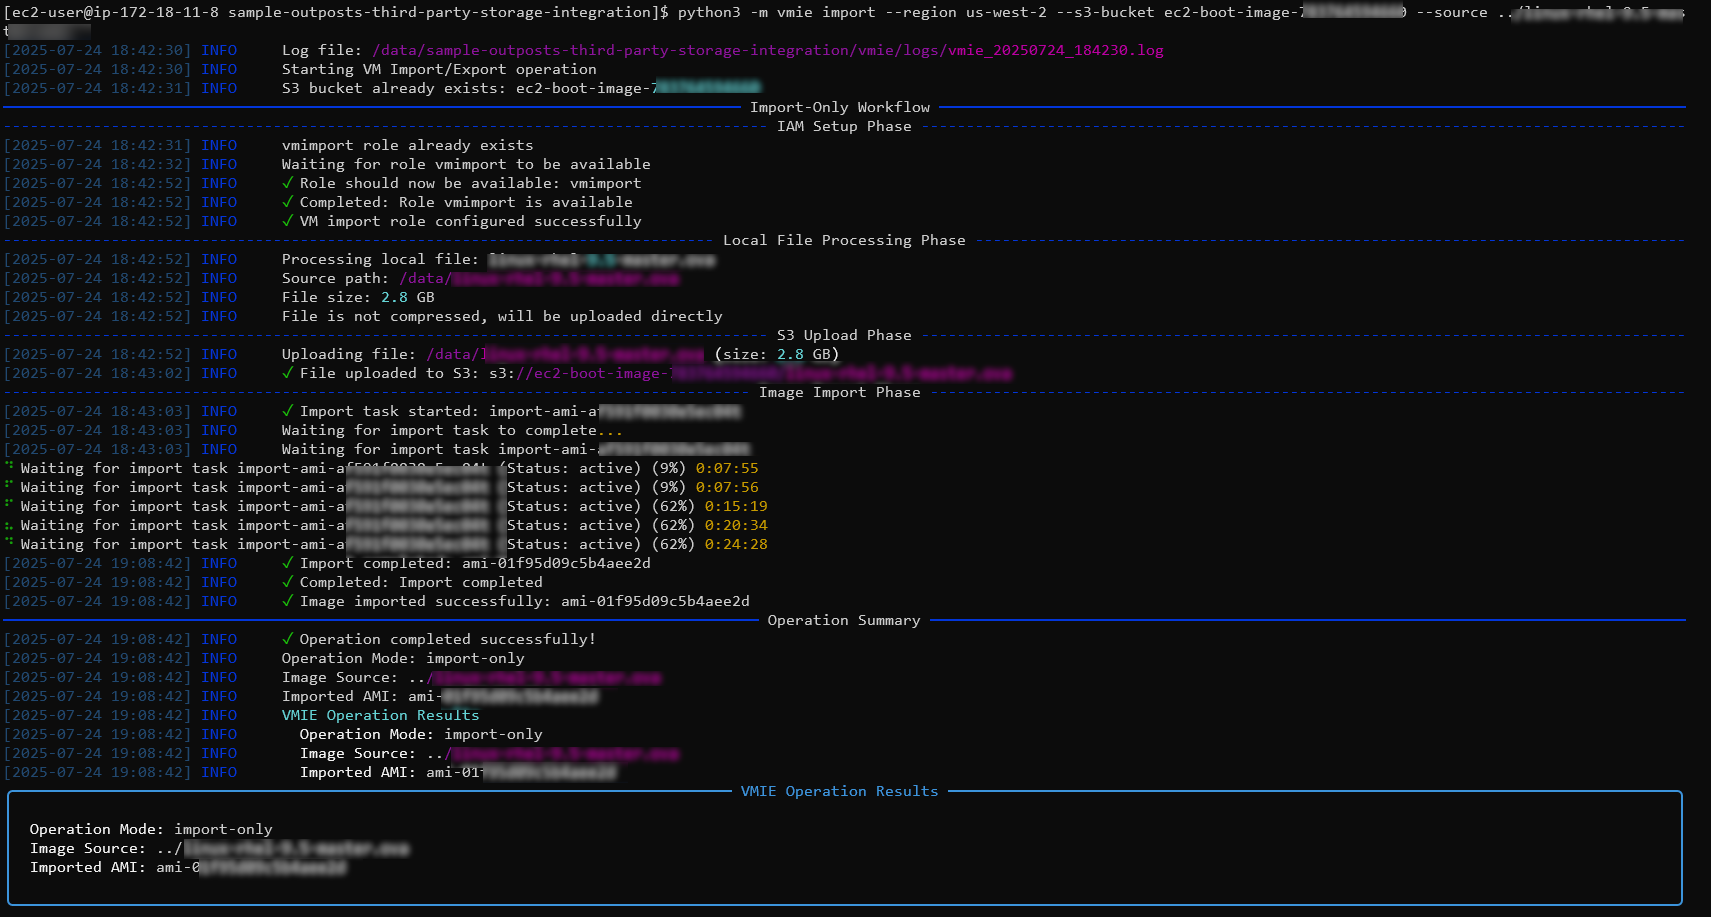 [ec2-user@ip-172-18-11-8 sample-outposts-third-party-storage-integration]$ python3 -m vmie import --region us-west-2 --s3-bucket ec2-boot-image- --source ../
[2025-07-24 18:42:30] INFO Log file: /data/sample-outposts-third-party-storage-integration/vmie/logs/vmie_20250724_184230.log
[2025-07-24 18:42:30] INFO Starting VM Import/Export operation
[2025-07-24 18:42:31] INFO S3 bucket already exists: ec2-boot-image-7
Import-Only Workflow
IAM Setup Phase
[2025-07-24 18:42:31] INFO vmimport role already exists
[2025-07-24 18:42:32] INFO Waiting for role vmimport to be available
[2025-07-24 18:42:52] INFO ✓ Role should now be available: vmimport
[2025-07-24 18:42:52] INFO ✓ Completed: Role vmimport is available
[2025-07-24 18:42:52] INFO ✓ VM import role configured successfully
Local File Processing Phase
[2025-07-24 18:42:52] INFO Processing local file:
[2025-07-24 18:42:52] INFO Source path: /data/
[2025-07-24 18:42:52] INFO File size: 2.8 GB
[2025-07-24 18:42:52] INFO File is not compressed, will be uploaded directly
S3 Upload Phase
[2025-07-24 18:42:52] INFO Uploading file: /data/ (size: 2.8 GB)
[2025-07-24 18:43:02] INFO ✓ File uploaded to S3: s3://ec2-boot-image-
Image Import Phase
[2025-07-24 18:43:03] INFO ✓ Import task started: import-ami-a
[2025-07-24 18:43:03] INFO Waiting for import task to complete...
[2025-07-24 18:43:03] INFO Waiting for import task import-ami-
Waiting for import task import-ami-a (Status: active) (9%) 0:07:55
Waiting for import task import-ami-a (Status: active) (9%) 0:07:56
Waiting for import task import-ami-a (Status: active) (62%) 0:15:19
Waiting for import task import-ami-a (Status: active) (62%) 0:20:34
Waiting for import task import-ami-a (Status: active) (62%) 0:24:28
[2025-07-24 19:08:42] INFO ✓ Import completed: ami-01f95d09c5b4aee2d
[2025-07-24 19:08:42] INFO ✓ Completed: Import completed
[2025-07-24 19:08:42] INFO ✓ Image imported successfully: ami-01f95d09c5b4aee2d
Operation Summary
[2025-07-24 19:08:42] INFO ✓ Operation completed successfully!
[2025-07-24 19:08:42] INFO Operation Mode: import-only
[2025-07-24 19:08:42] INFO Image Source: ../
[2025-07-24 19:08:42] INFO Imported AMI: ami-
[2025-07-24 19:08:42] INFO VMIE Operation Results
[2025-07-24 19:08:42] INFO Operation Mode: import-only
[2025-07-24 19:08:42] INFO Image Source: ../
[2025-07-24 19:08:42] INFO Imported AMI: ami-01
VMIE Operation Results
Operation Mode: import-only
Image Source: ../
Imported AMI: ami-0